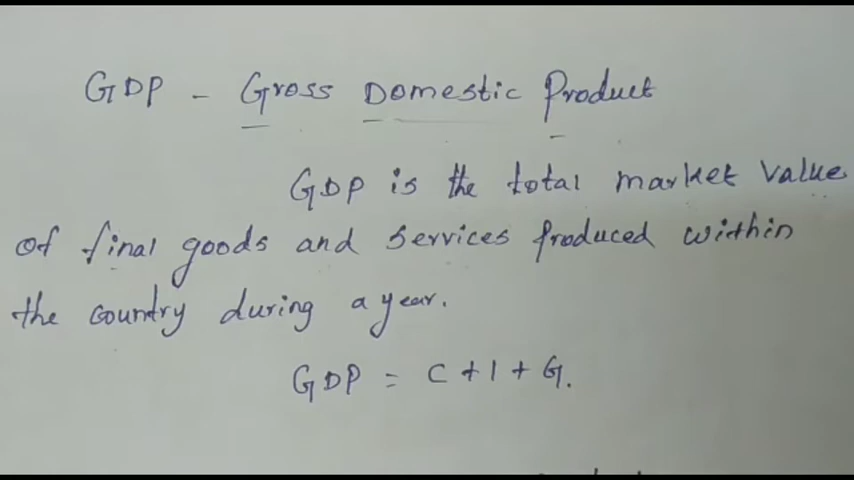 GDP - Gross Domestic Product
GDP is the total market value
of final goods and services produced within
the country during a year.
GDP = C + I + G.